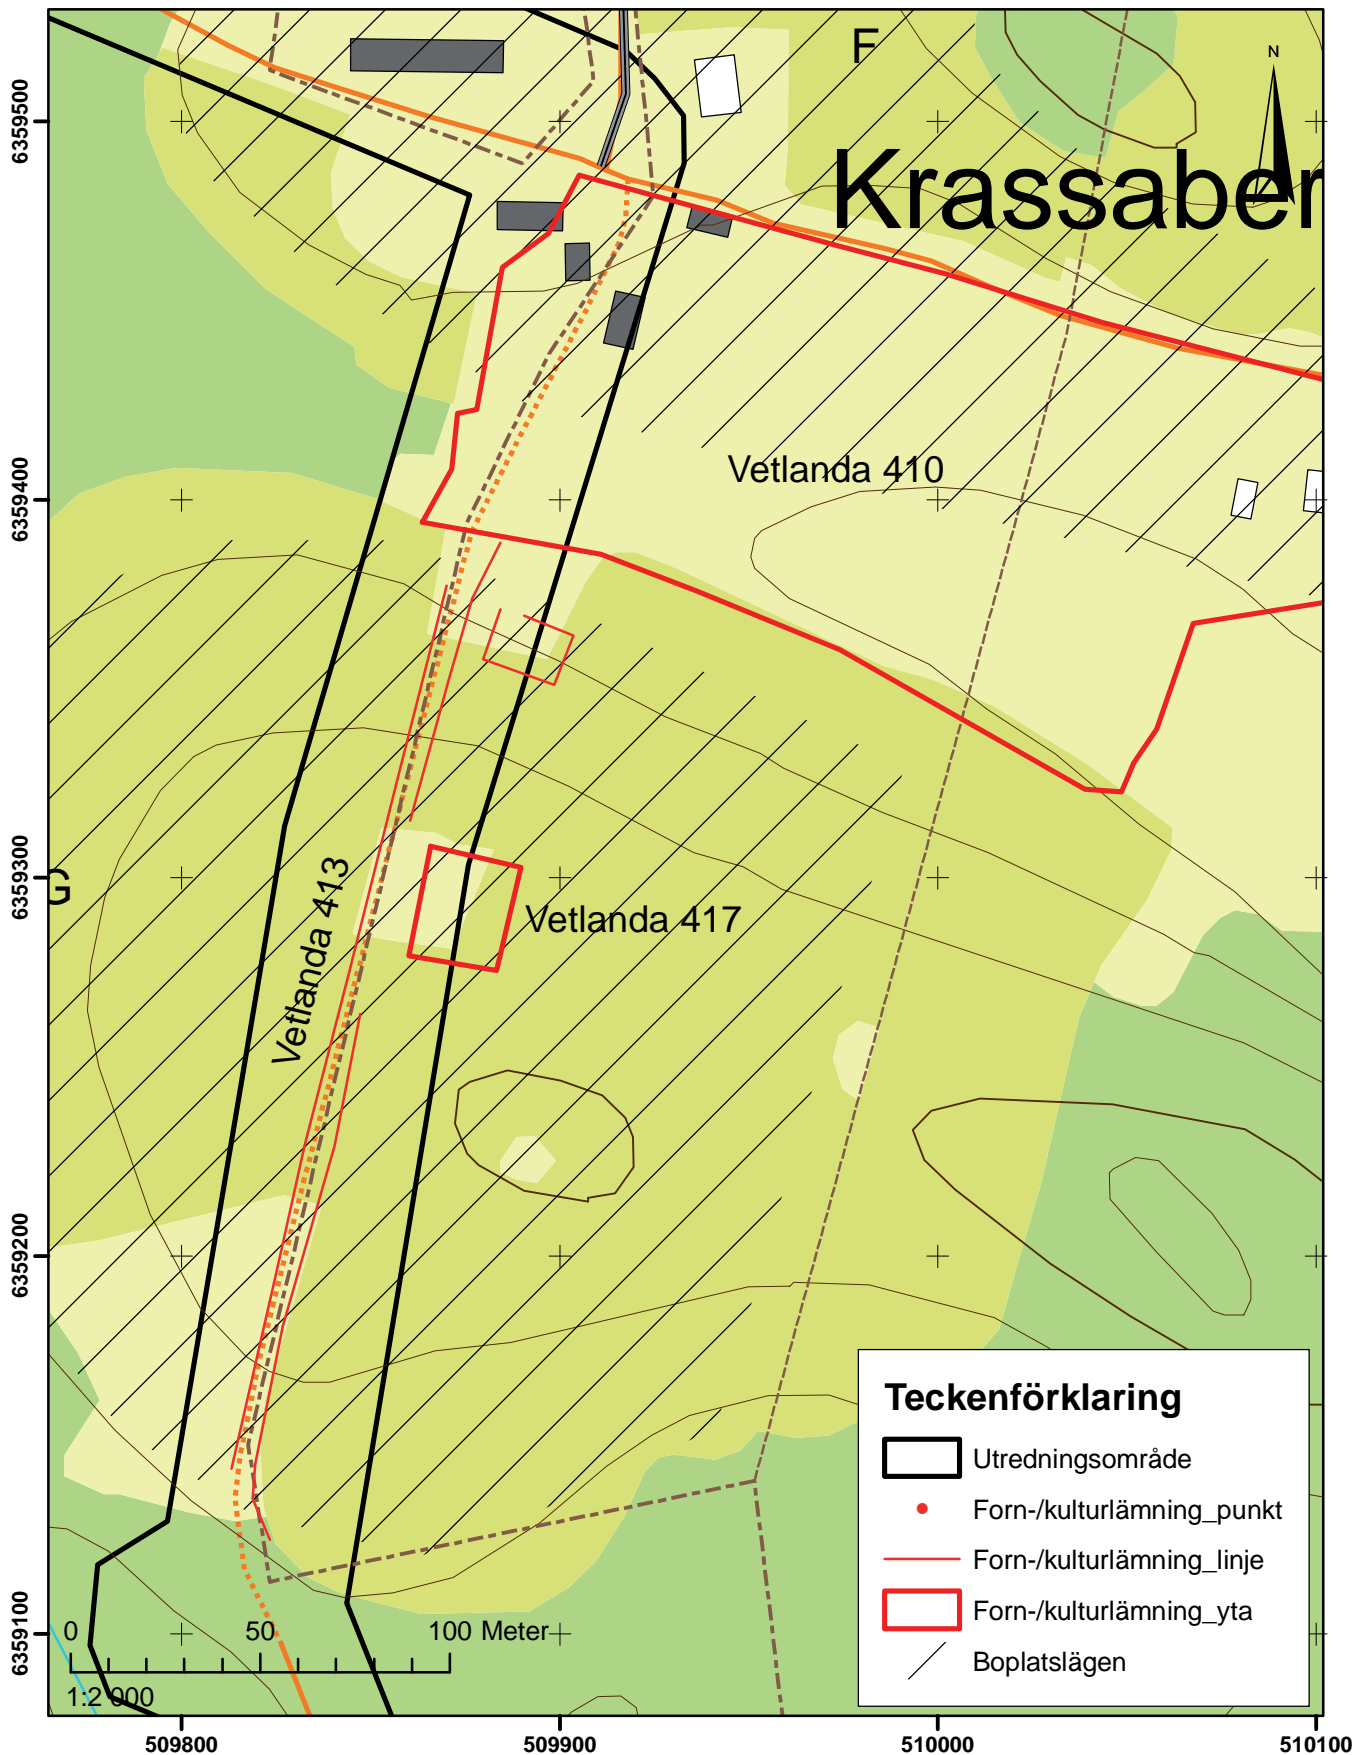 F
N
Krassaber
6359500
Vetlanda 410
6359400
Vetlanda 413
6359300
G
Vetlanda 417
6359200
Teckenförklaring
Utredningsområde
Forn-/kulturlämning_punkt
Forn-/kulturlämning_linje
Forn-/kulturlämning_yta
Boplatslägen
6359100
0 50 100 Meter
1:2 000
509800 509900 510000 510100